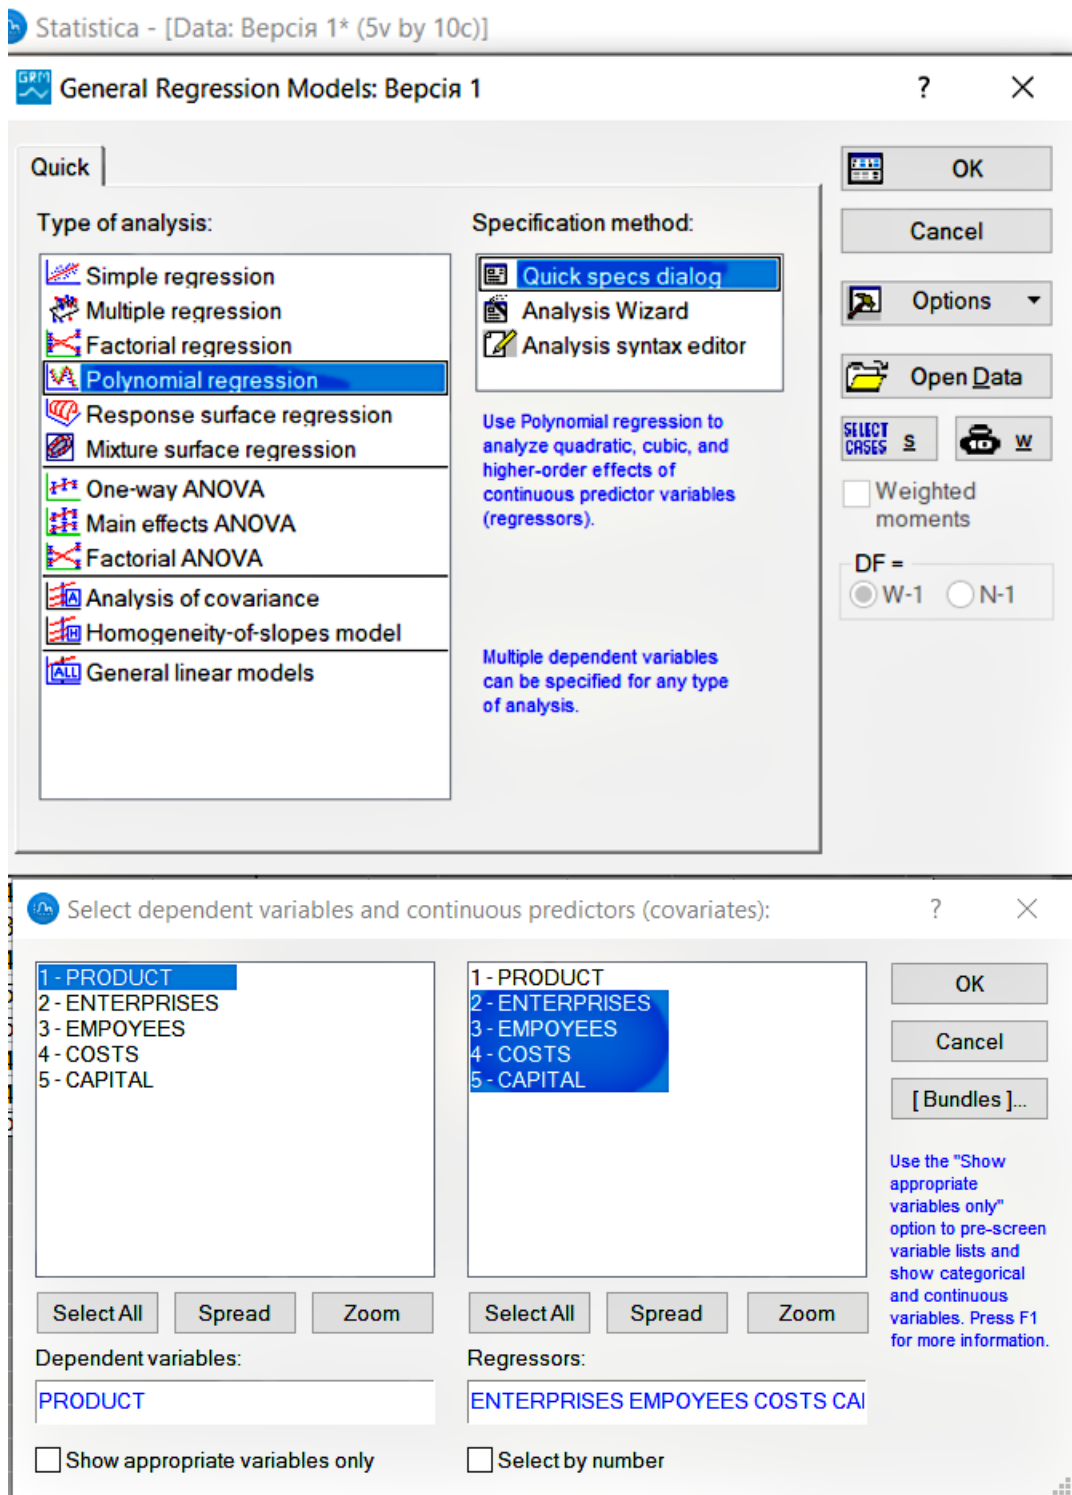 Statistica - [Data: Версія 1* (5v by 10c)]
GRM
General Regression Models: Версія 1
?
Quick
Type of analysis:
Simple regression
Multiple regression
Factorial regression
Polynomial regression
Response surface regression
Mixture surface regression
One-way ANOVA
Main effects ANOVA
Factorial ANOVA
Analysis of covariance
Homogeneity-of-slopes model
ALL General linear models
Specification method:
Quick specs dialog
Analysis Wizard
Analysis syntax editor
Use Polynomial regression to
analyze quadratic, cubic, and
higher-order effects of
continuous predictor variables
(regressors).
Multiple dependent variables
can be specified for any type
of analysis.
OK
Cancel
Options
Open Data
SELECT
CASES S
W
Weighted
moments
DF =
W-1 N-1
Select dependent variables and continuous predictors (covariates):
?
1 - PRODUCT
2 - ENTERPRISES
3 - EMPOYEES
4 - COSTS
5 - CAPITAL
Select All Spread Zoom
Dependent variables:
PRODUCT
Show appropriate variables only
1 - PRODUCT
2 - ENTERPRISES
3 - EMPOYEES
4 - COSTS
5 - CAPITAL
Select All Spread Zoom
Regressors:
ENTERPRISES EMPOYEES COSTS CAI
Select by number
OK
Cancel
[ Bundles ]...
Use the "Show
appropriate
variables only"
option to pre-screen
variable lists and
show categorical
and continuous
variables. Press F1
for more information.